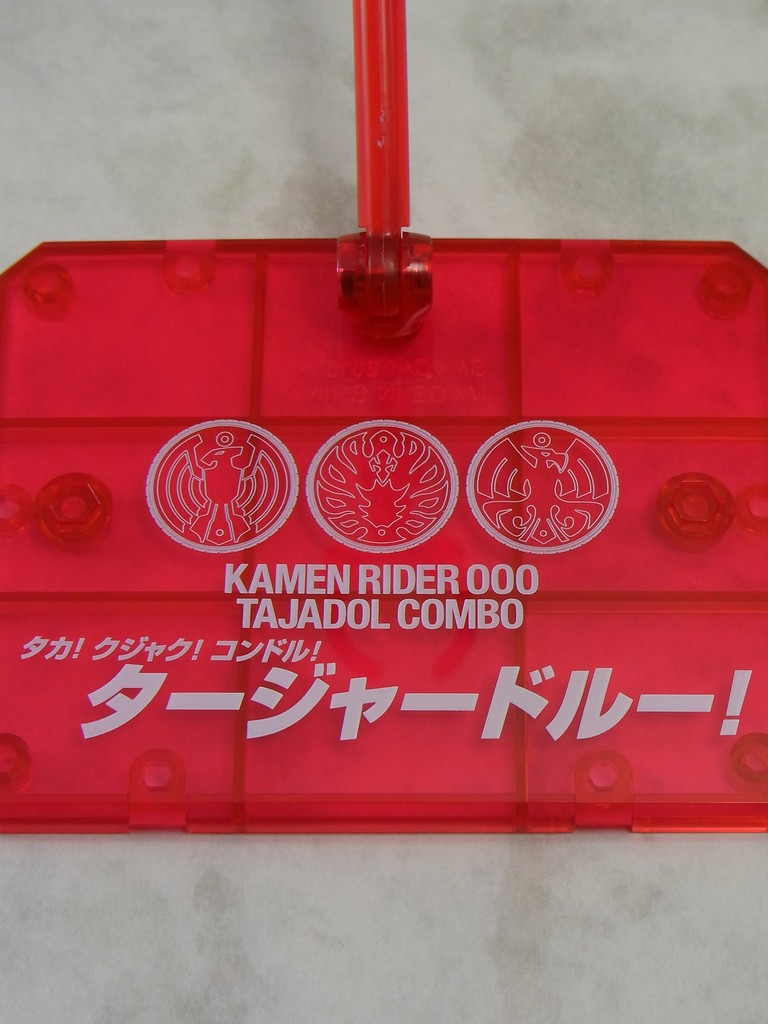 KAMEN RIDER OOO
TAJADOL COMBO
タカ! クジャク! コンドル!
タージャードルー!